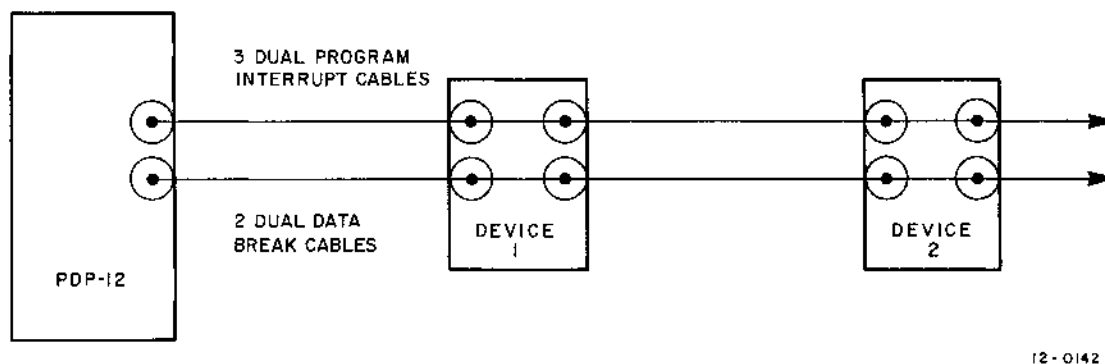 3 DUAL PROGRAM
INTERRUPT CABLES
2 DUAL DATA
BREAK CABLES
PDP-12
DEVICE
1
DEVICE
2
12-0142